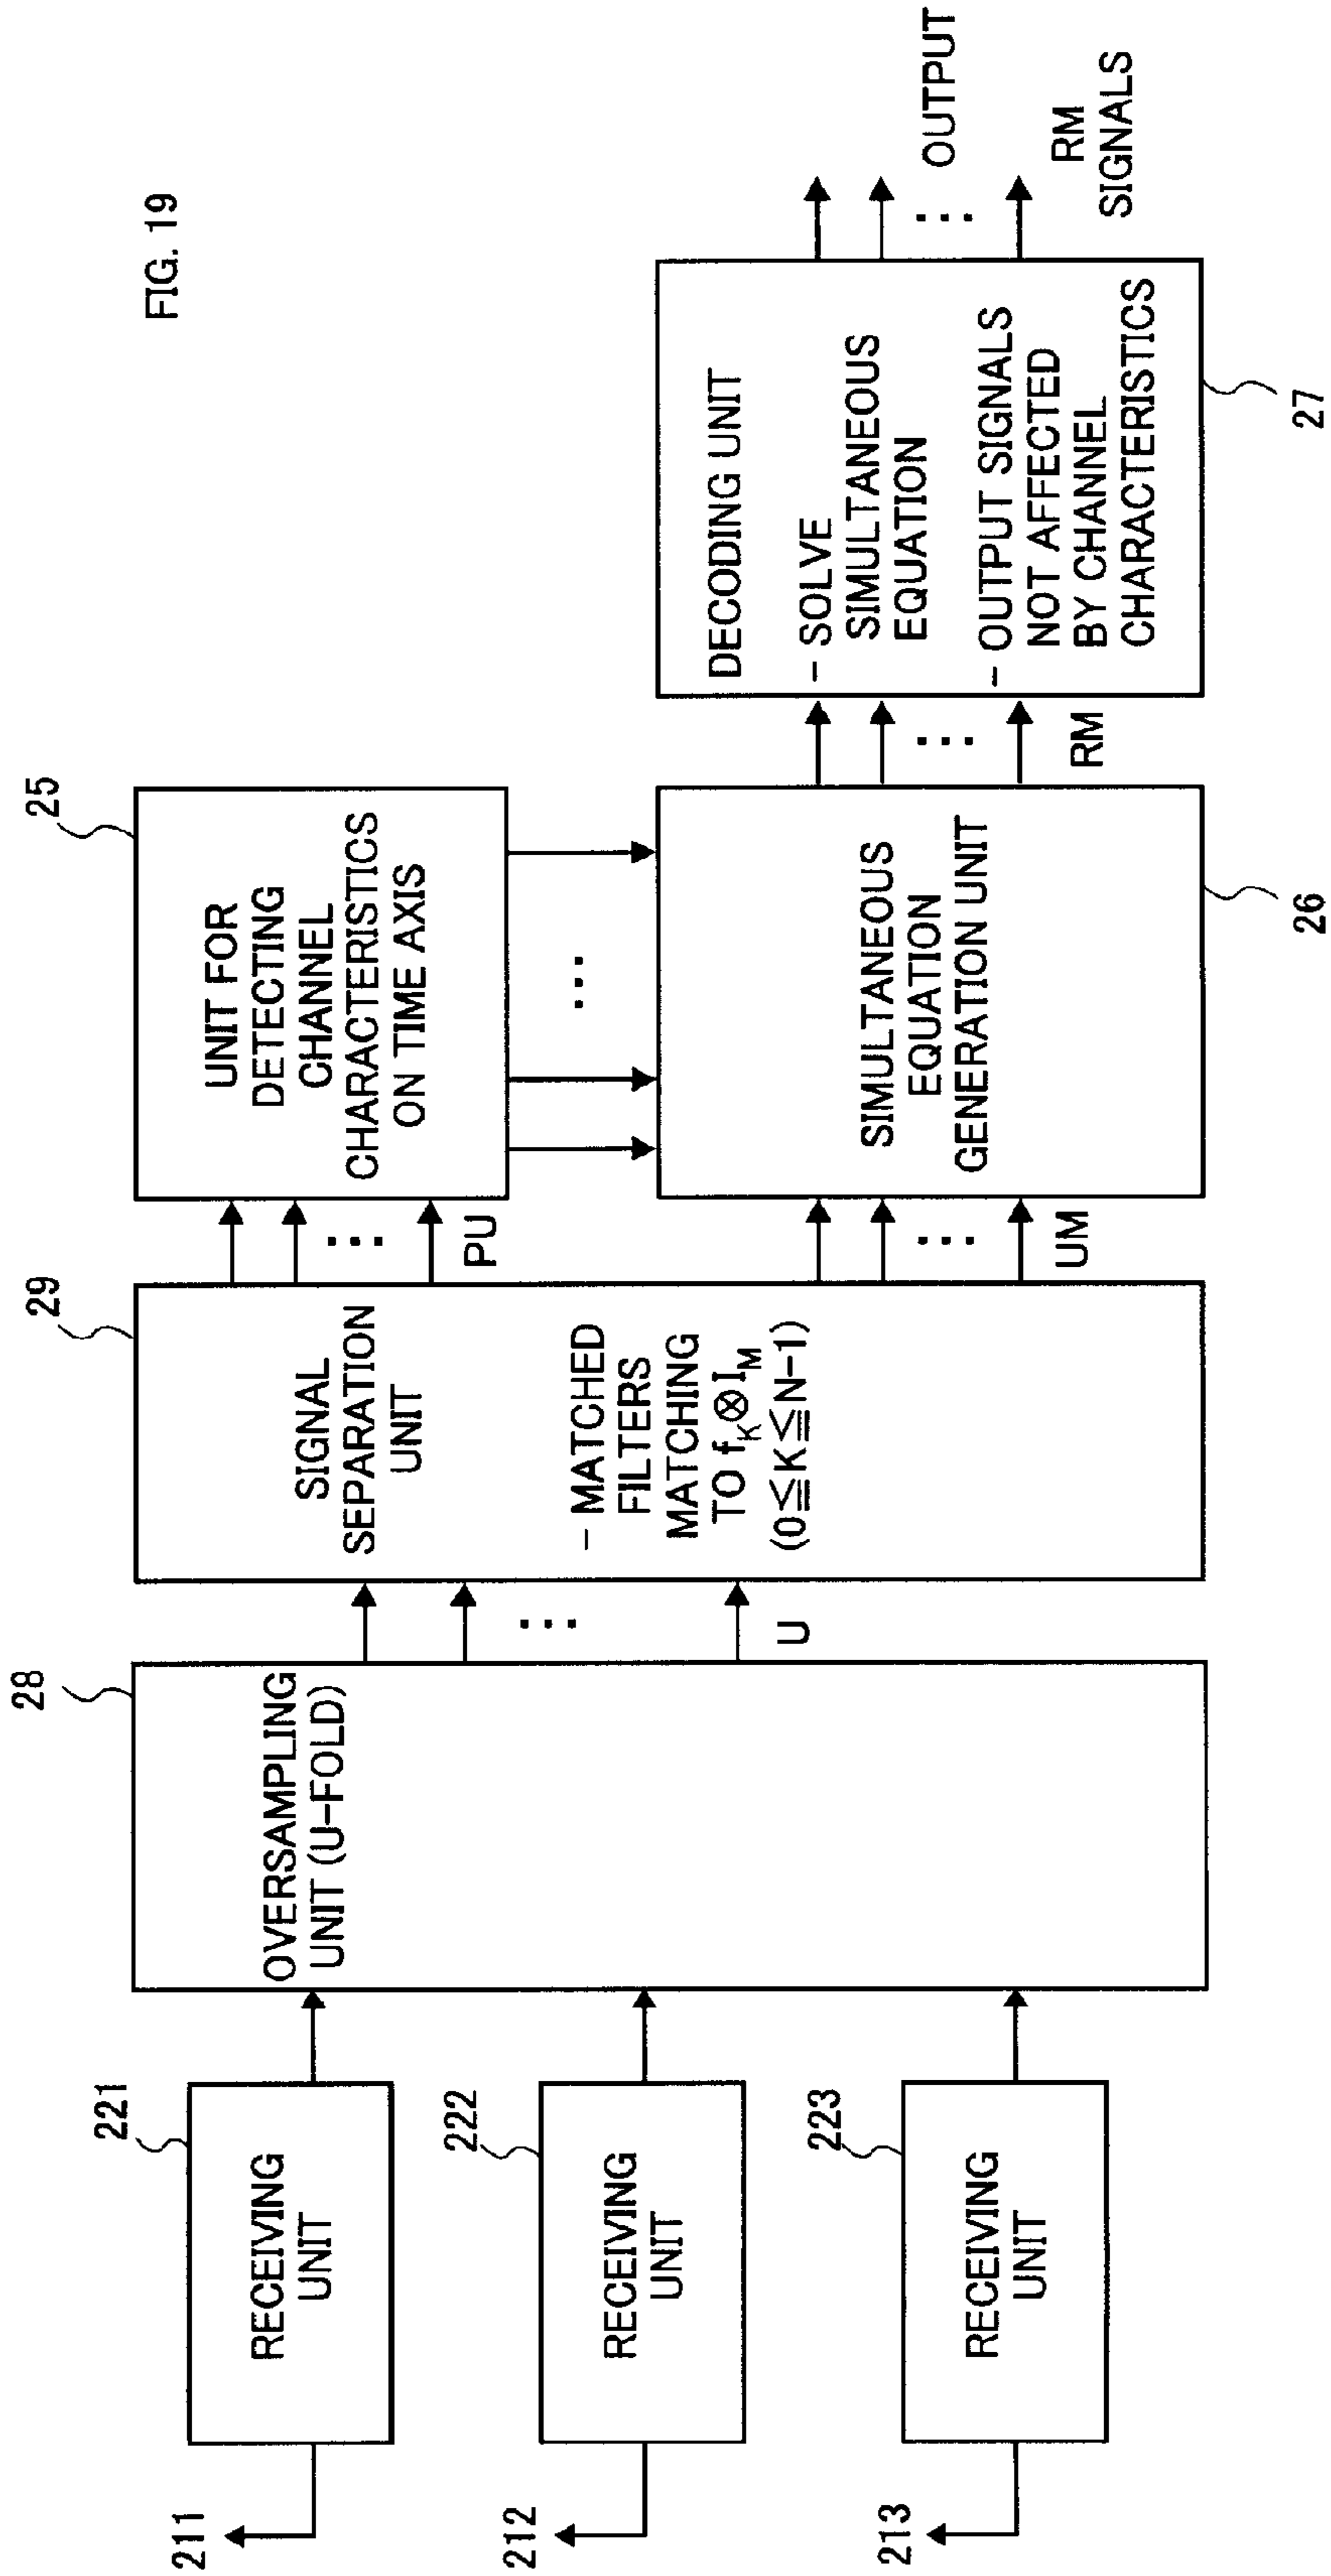 FIG. 19
211
221
RECEIVING
UNIT
212
222
RECEIVING
UNIT
213
223
RECEIVING
UNIT
28
OVERSAMPLING
UNIT (U-FOLD)
U
29
SIGNAL
SEPARATION
UNIT
- MATCHED
FILTERS
MATCHING
TO f_K⊗I_M
(0≦K≦N-1)
PU
UM
25
UNIT FOR
DETECTING
CHANNEL
CHARACTERISTICS
ON TIME AXIS
SIMULTANEOUS
EQUATION
GENERATION UNIT
26
RM
DECODING UNIT
- SOLVE
SIMULTANEOUS
EQUATION
- OUTPUT SIGNALS
NOT AFFECTED
BY CHANNEL
CHARACTERISTICS
27
OUTPUT
RM
SIGNALS